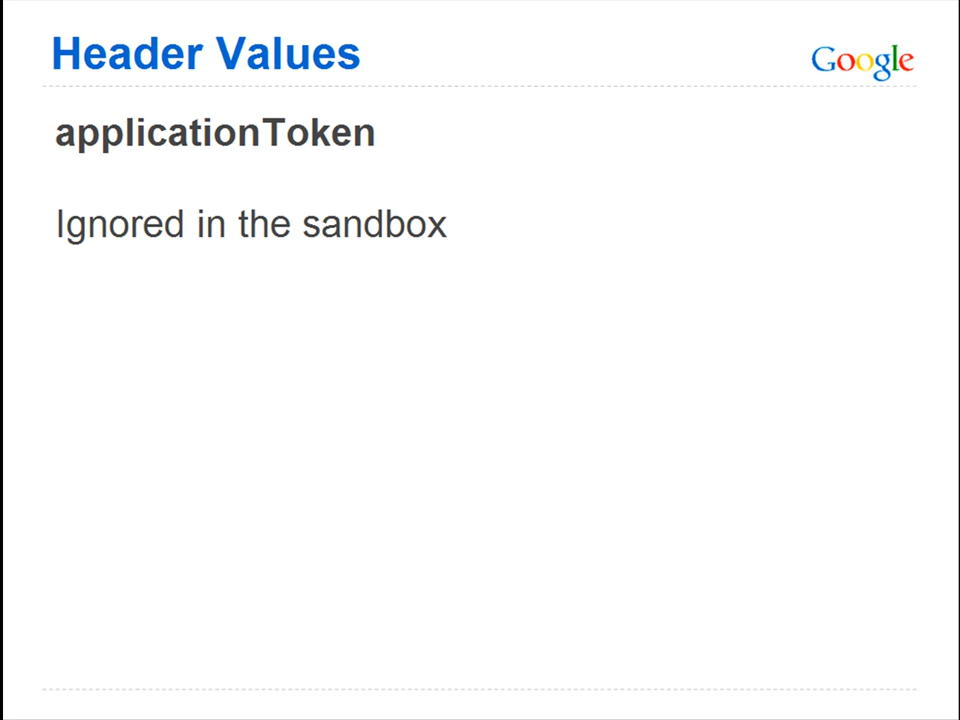 Header Values
Google
applicationToken
Ignored in the sandbox